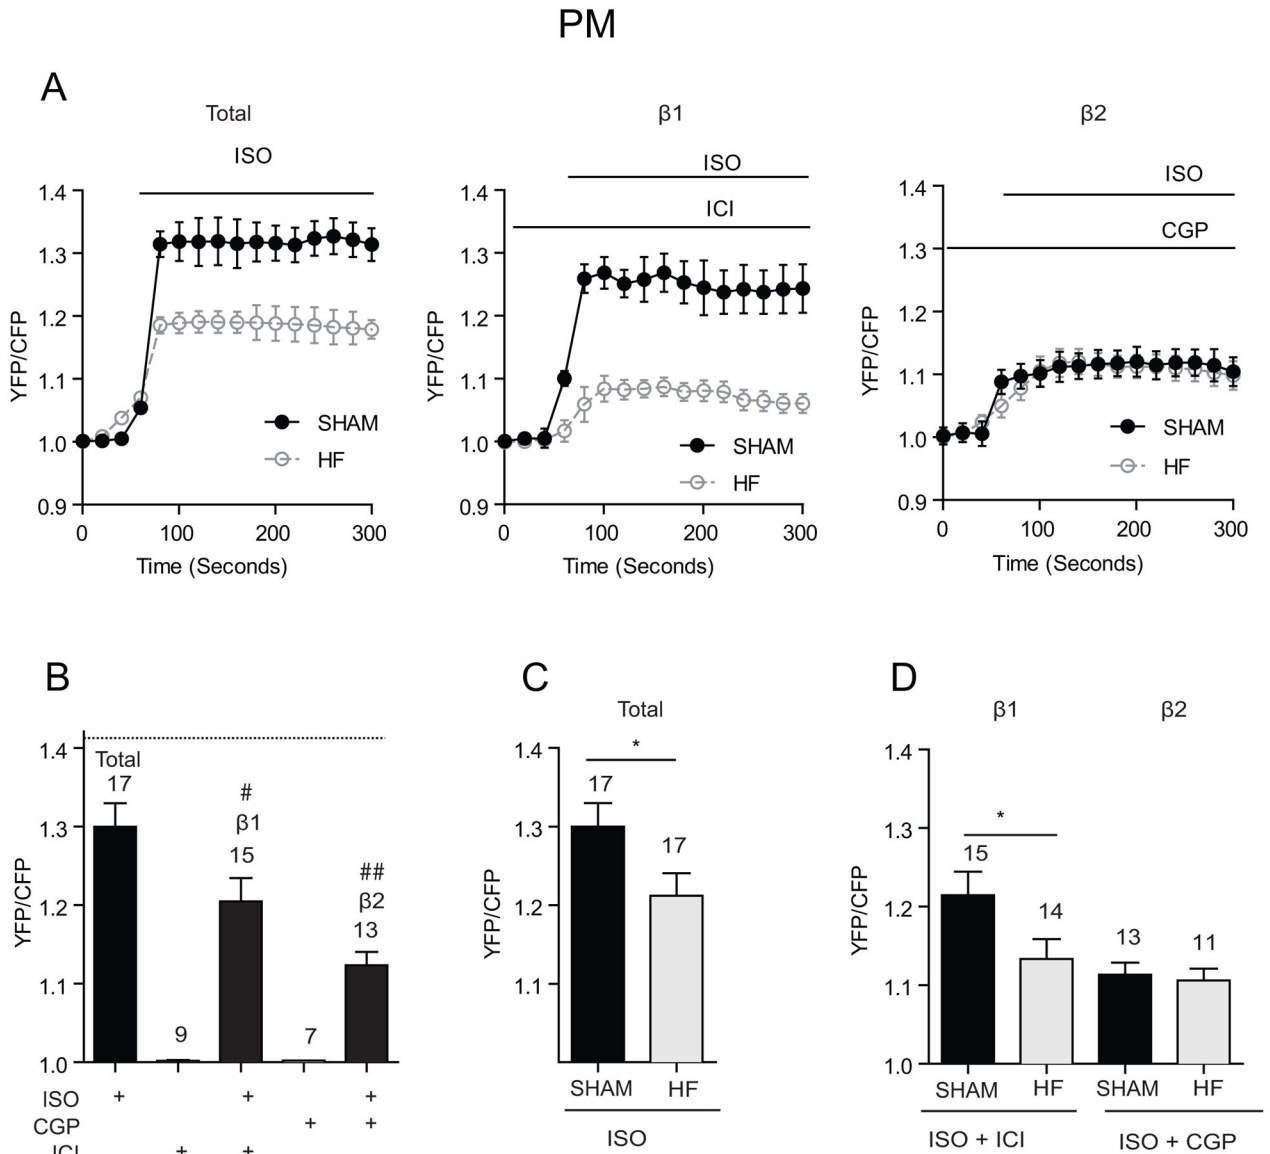 PM
A
Total
β1
β2
ISO
ISO
ICI
ISO
CGP
1.4
1.3
1.2
1.1
1.0
0.9
YFP/CFP
SHAM
HF
0
100
200
300
Time (Seconds)
1.4
1.3
1.2
1.1
1.0
0.9
YFP/CFP
SHAM
HF
0
100
200
300
Time (Seconds)
1.4
1.3
1.2
1.1
1.0
0.9
YFP/CFP
SHAM
HF
0
100
200
300
Time (Seconds)
B
1.4
1.3
1.2
1.1
1.0
YFP/CFP
Total
17
9
#
β1
15
7
##
β2
13
ISO + + +
CGP + +
ICI + +
C
Total
1.4
1.3
1.2
1.1
YFP/CFP
*
17
17
SHAM HF
ISO
D
β1 β2
1.4
1.3
1.2
1.1
1.0
YFP/CFP
*
15
14
13
11
SHAM HF SHAM HF
ISO + ICI ISO + CGP